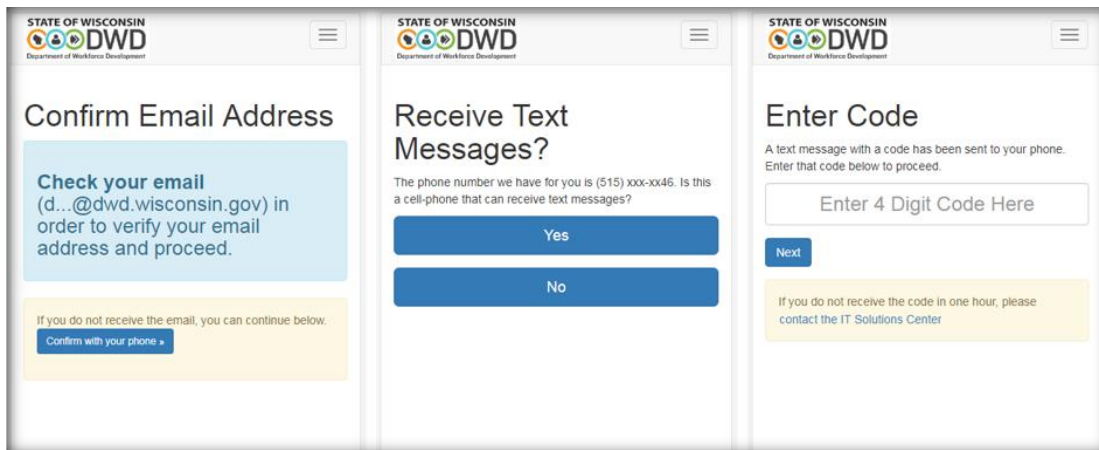 STATE OF WISCONSIN
DWD
Department of Workforce Development
Confirm Email Address
Check your email
(d...@dwd.wisconsin.gov) in
order to verify your email
address and proceed.
If you do not receive the email, you can continue below.
Confirm with your phone »
STATE OF WISCONSIN
DWD
Department of Workforce Development
Receive Text
Messages?
The phone number we have for you is (515) xxx-xx46. Is this
a cell-phone that can receive text messages?
Yes
No
STATE OF WISCONSIN
DWD
Department of Workforce Development
Enter Code
A text message with a code has been sent to your phone.
Enter that code below to proceed.
Enter 4 Digit Code Here
Next
If you do not receive the code in one hour, please
contact the IT Solutions Center